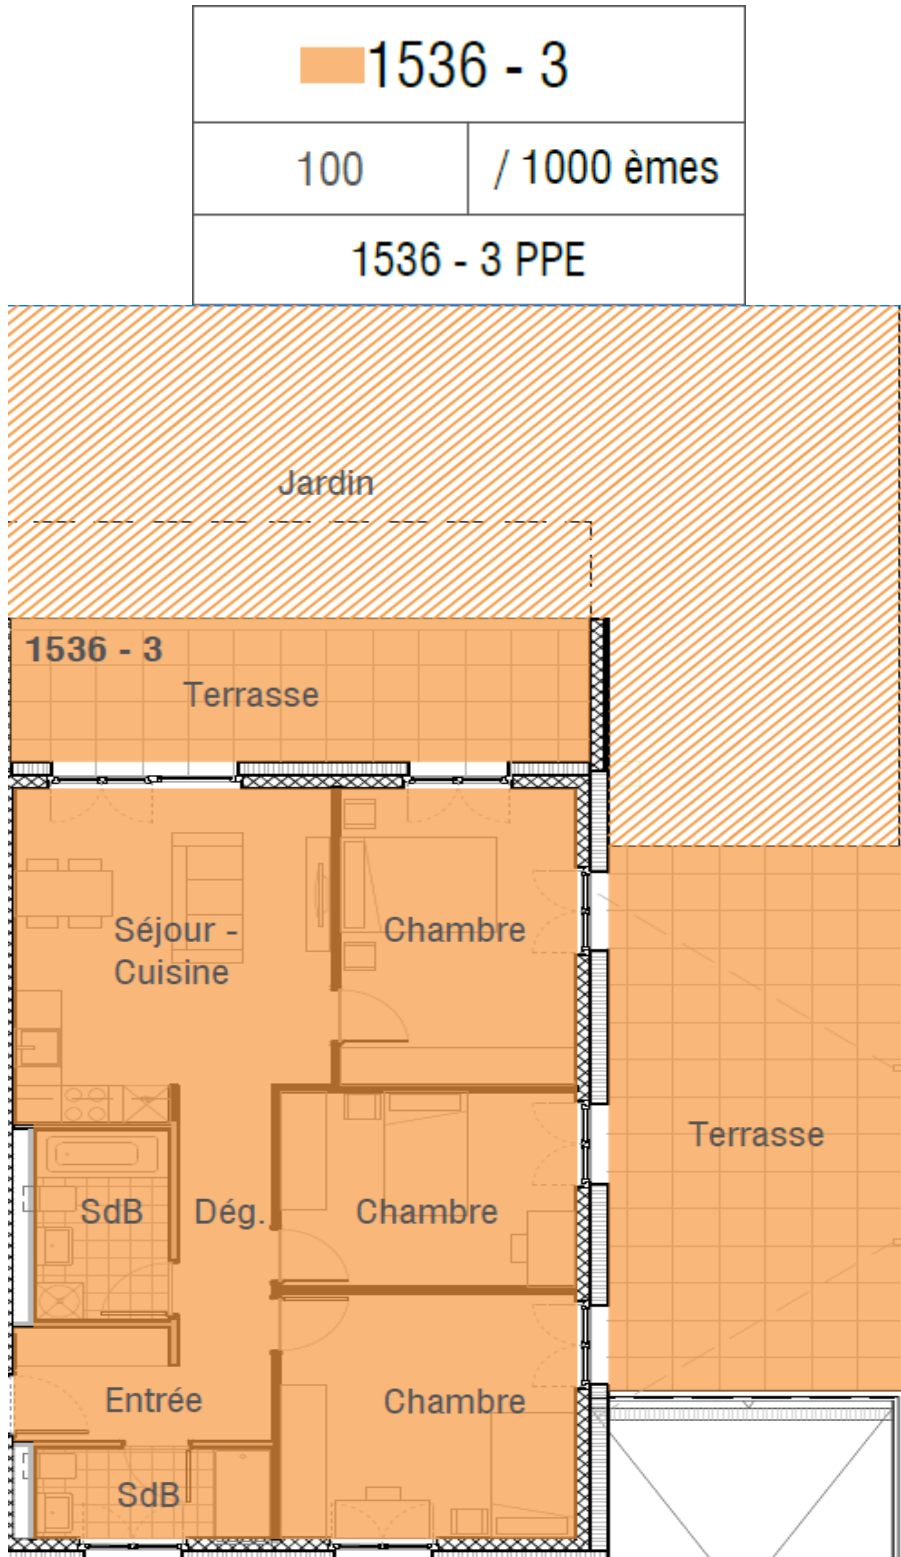 1536 - 3
100
/ 1000 èmes
1536 - 3 PPE
Jardin
1536 - 3
Terrasse
Séjour -
Cuisine
Chambre
Terrasse
SdB
Dég.
Chambre
Entrée
Chambre
SdB